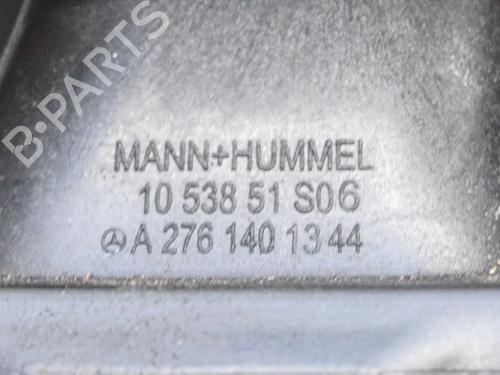 B-PARTS
MANN+HUMMEL
10 538 51 S06
A 276 140 13 44